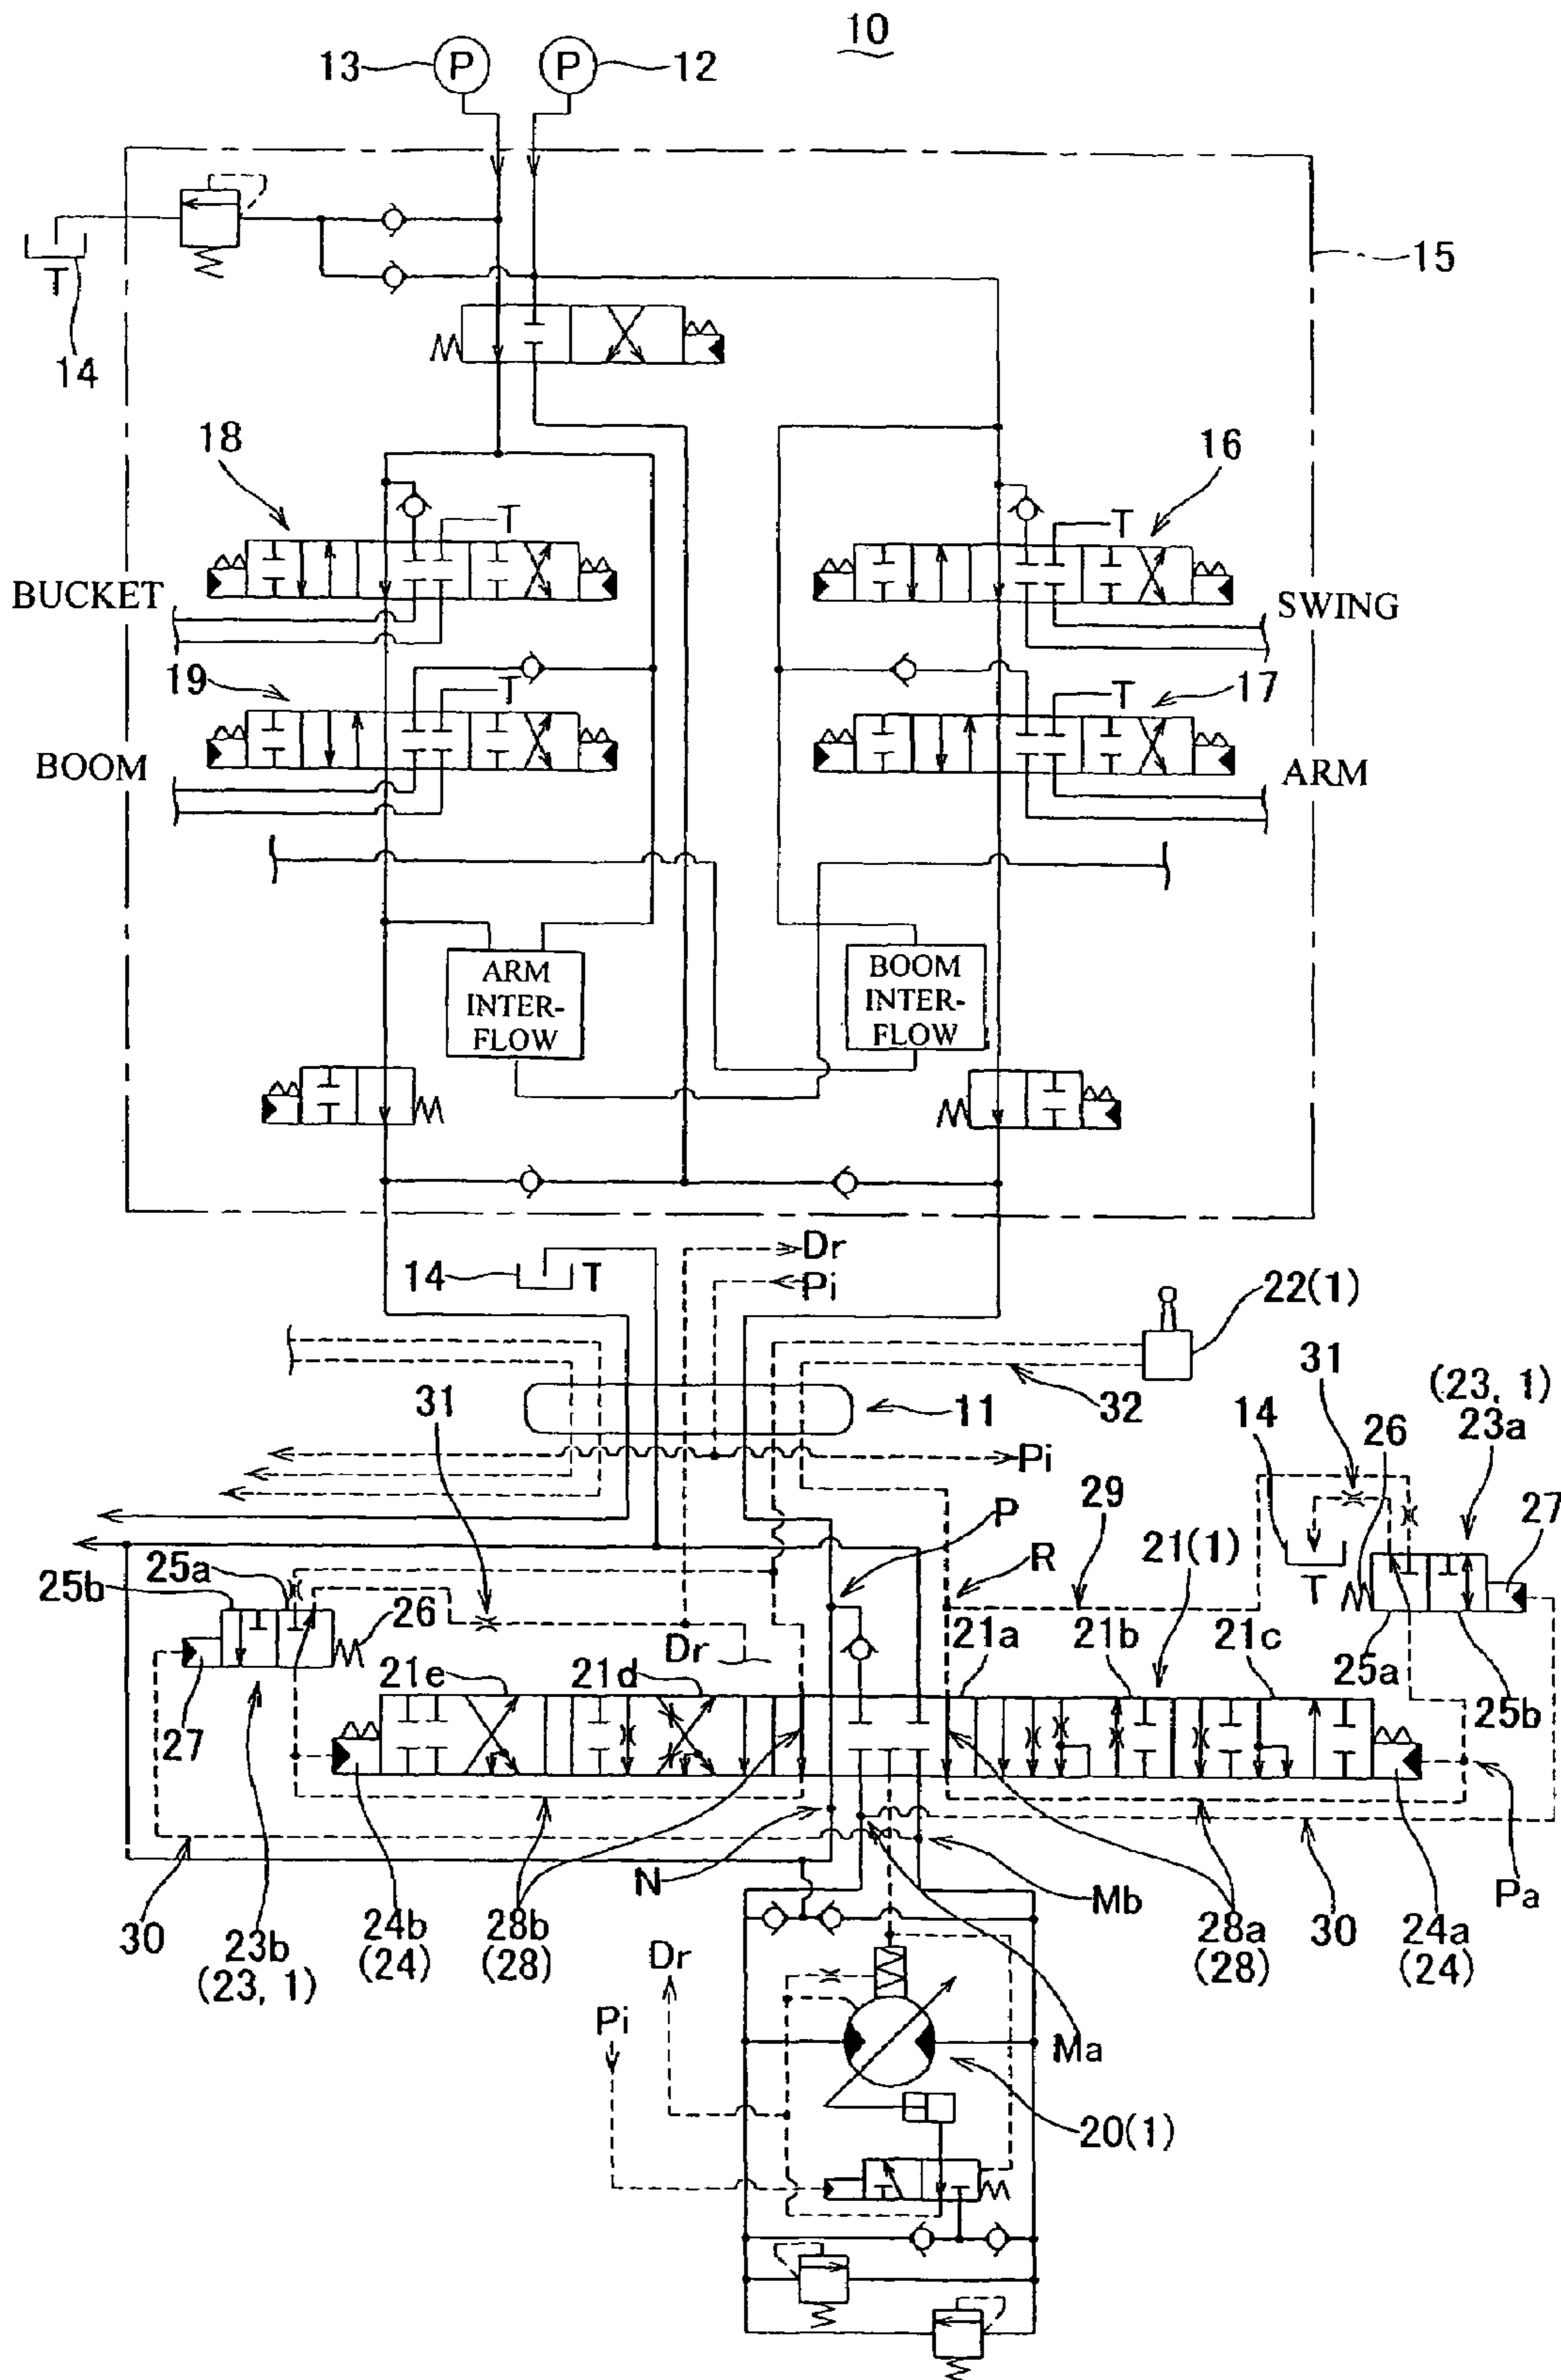 10
13
P
P
12
15
T
14
18
16
T
T
BUCKET
SWING
19
T
T
17
BOOM
ARM
ARM
INTER-
FLOW
BOOM
INTER-
FLOW
Dr
14
T
Pi
22(1)
31
31
11
32
(23, 1)
14
26
23a
Pi
29
P
27
25a
R
21(1)
25b
T
26
Dr
21a
21b
21c
25a
21e
21d
25b
27
N
Mb
Pa
30
23b
(23, 1)
24b
(24)
28b
(28)
28a
(28)
30
24a
(24)
Dr
Pi
Ma
20(1)